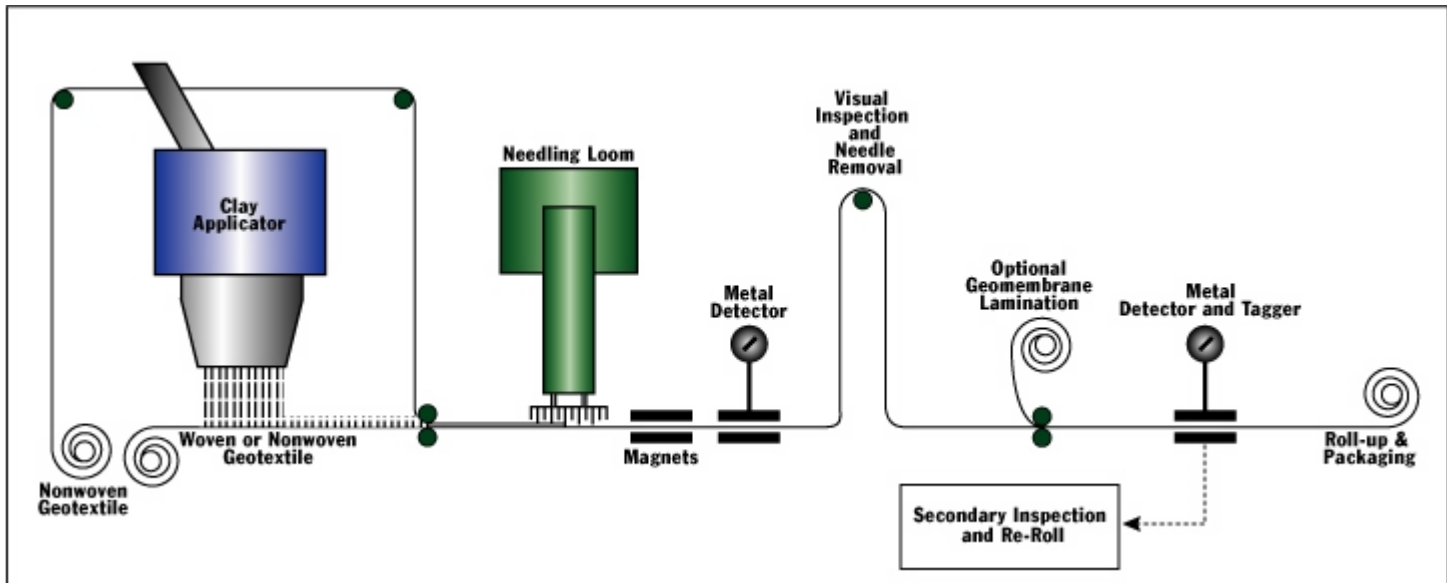 Clay
Applicator
Nonwoven
Geotextile
Woven or Nonwoven
Geotextile
Needling Loom
Magnets
Metal
Detector
Visual
Inspection
and
Needle
Removal
Optional
Geomembrane
Lamination
Metal
Detector and Tagger
Secondary Inspection
and Re-Roll
Roll-up &
Packaging